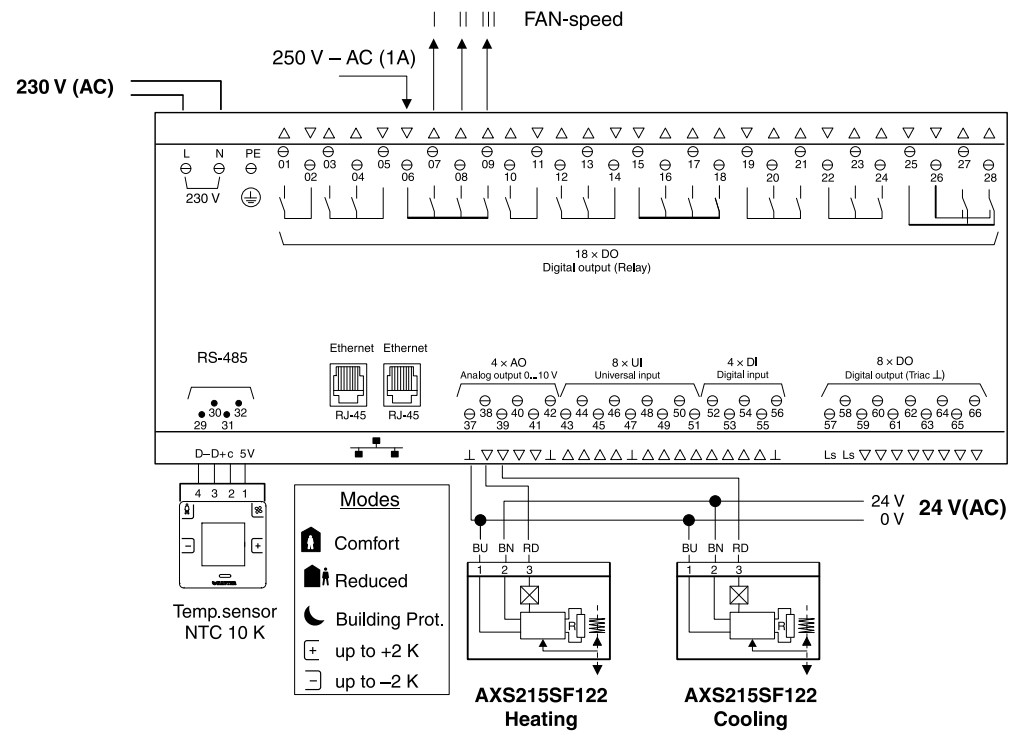 | || ||| FAN-speed
250 V – AC (1A)
230 V (AC)
L N PE
01 02 03 04 05 06 07 08 09 10 11 12 13 14 15 16 17 18 19 20 21 22 23 24 25 26 27 28
230 V
18 × DO
Digital output (Relay)
RS-485
Ethernet Ethernet
RJ-45 RJ-45
4 × AO
Analog output 0...10 V
8 × UI
Universal input
4 × DI
Digital input
8 × DO
Digital output (Triac ⊥)
29 30 31 32
37 38 39 40 41 42 43 44 45 46 47 48 49 50 51 52 53 54 55 56
57 58 59 60 61 62 63 64 65 66
D– D+ c 5V
Ls Ls
4 3 2 1
– +
Temp.sensor
NTC 10 K
Modes
Comfort
Reduced
Building Prot.
+ up to +2 K
– up to –2 K
24 V
0 V
24 V(AC)
BU BN RD
1 2 3
R
AXS215SF122
Heating
BU BN RD
1 2 3
R
AXS215SF122
Cooling